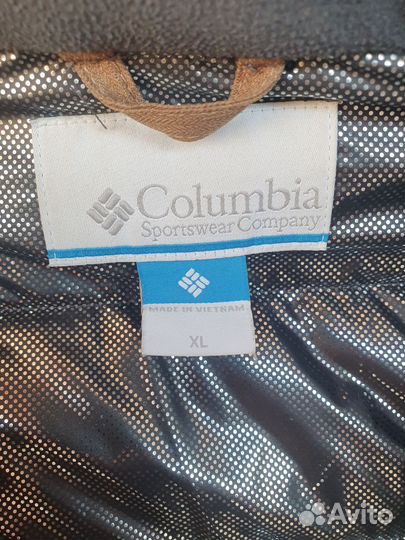 Columbia
Sportswear Company
MADE IN VIETNAM
XL
Avito